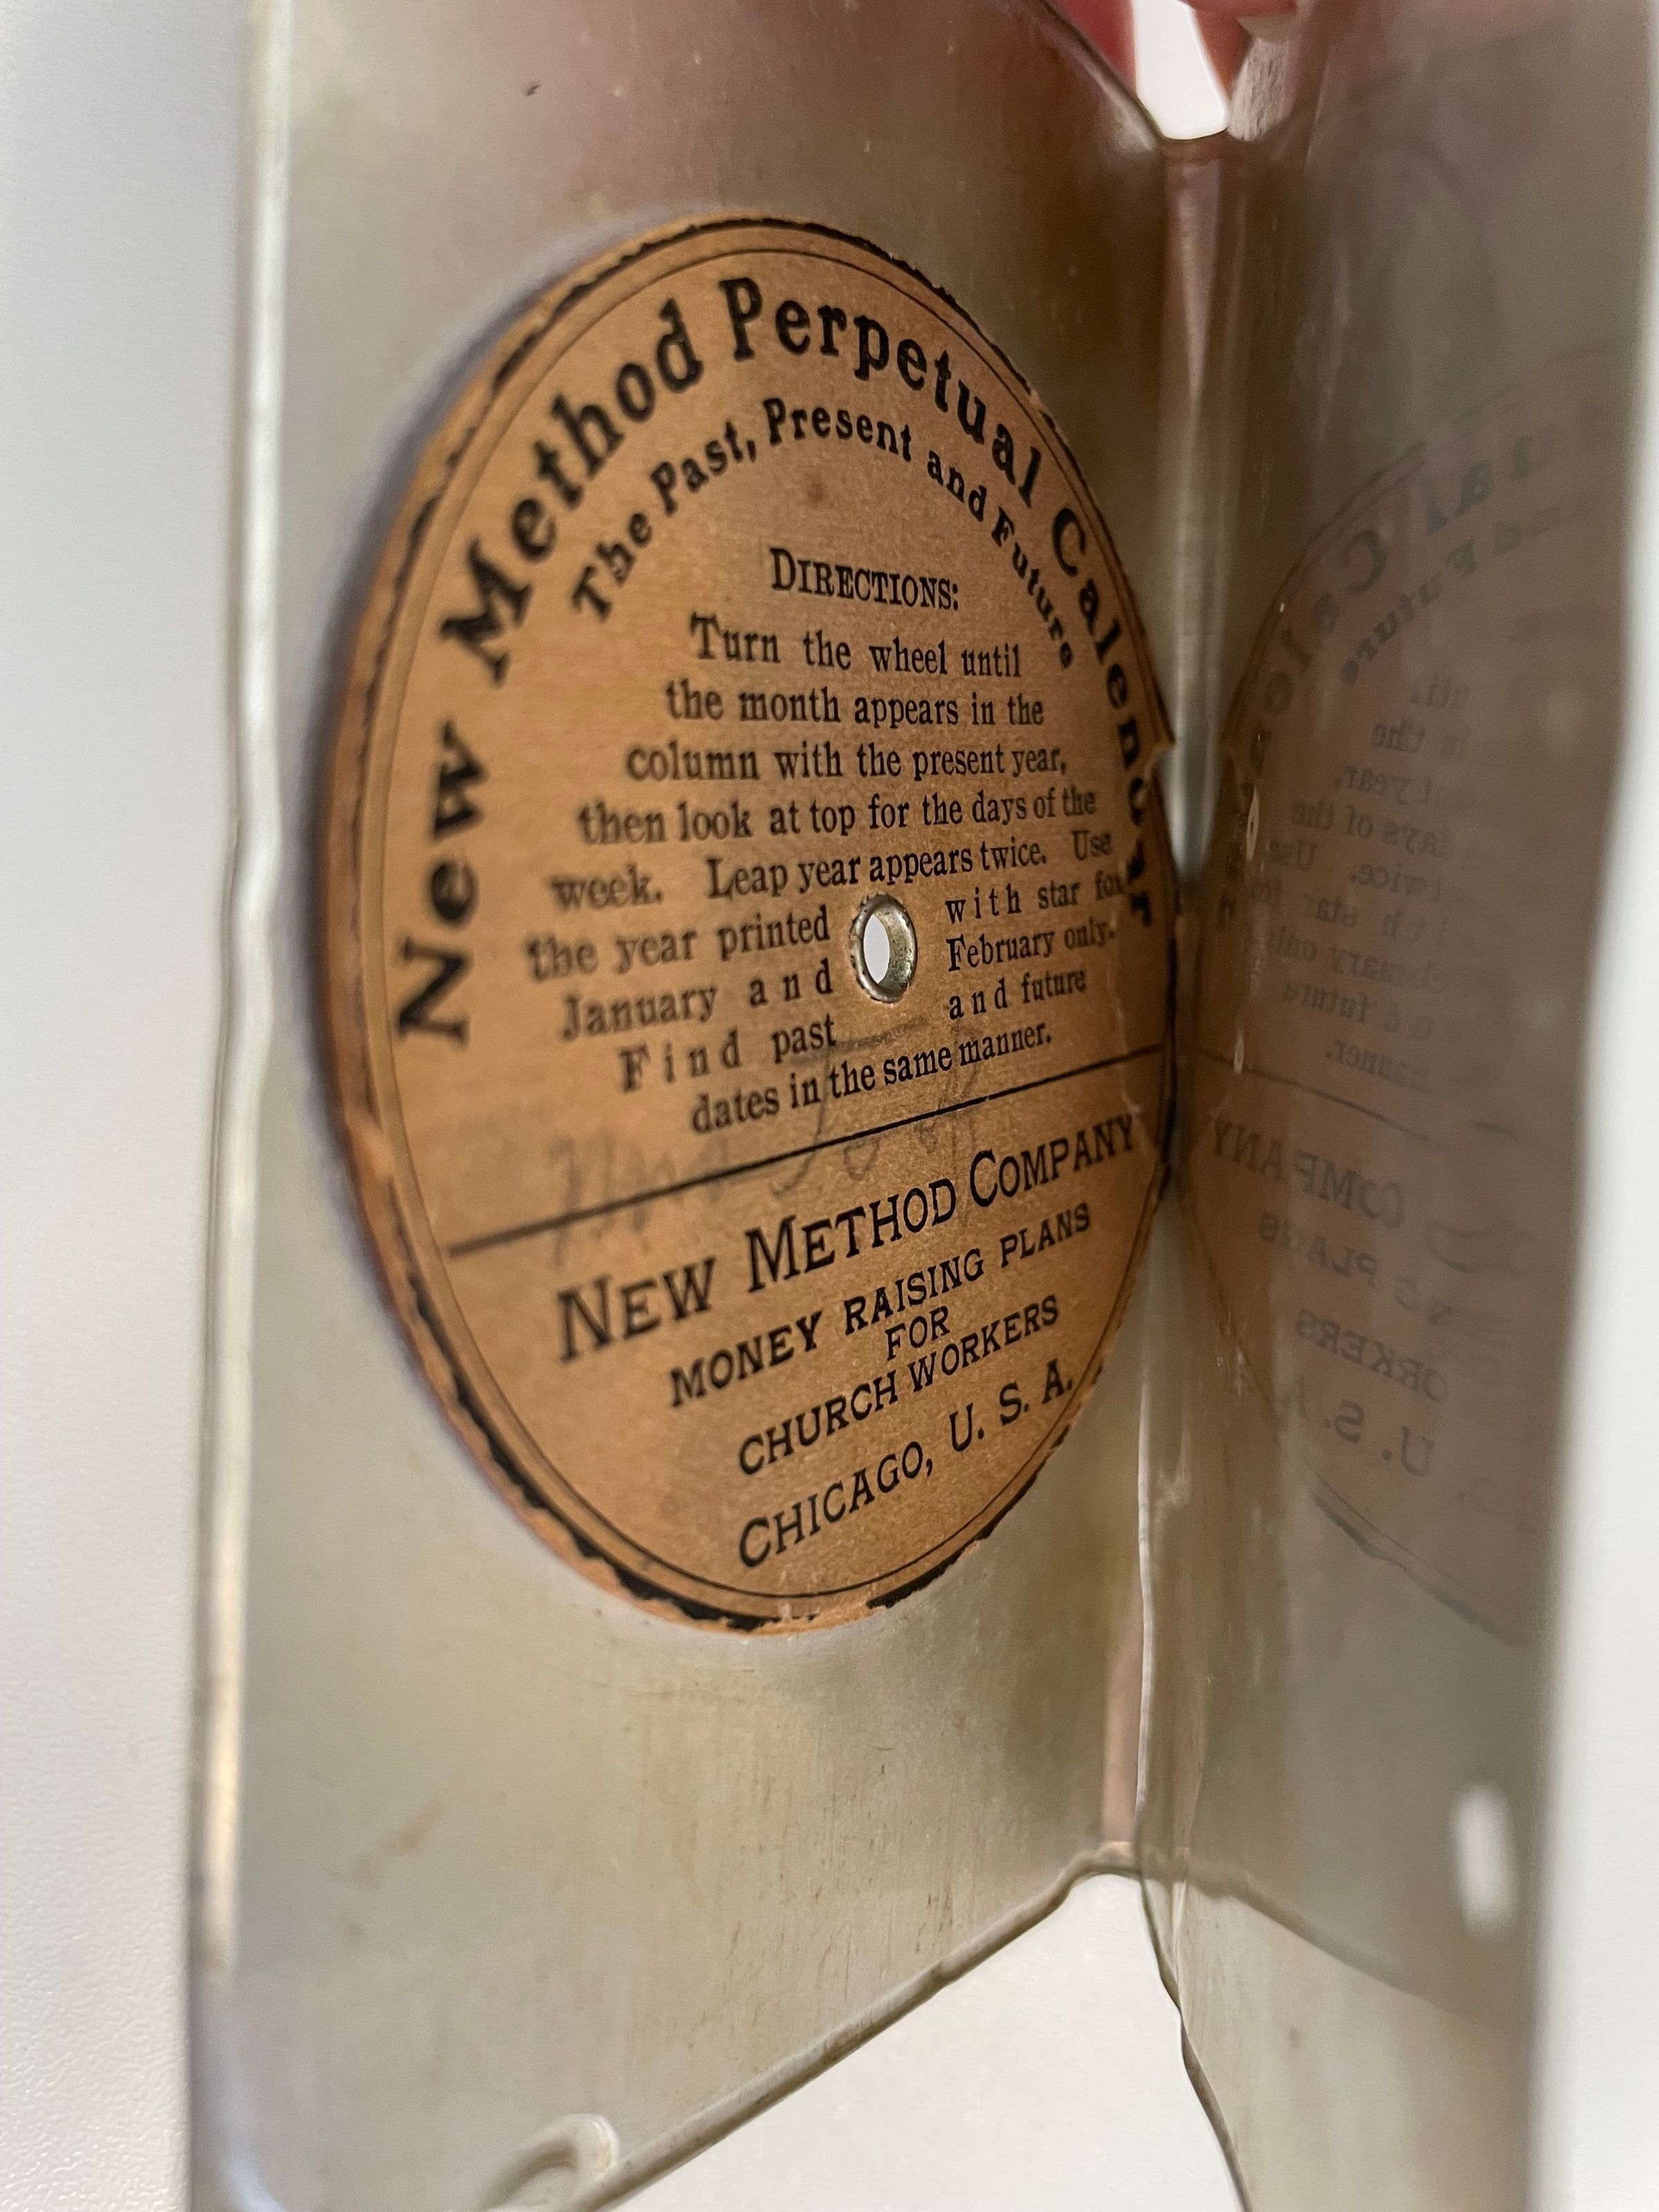 New Method Perpetual Calendar
The Past, Present and Future
DIRECTIONS:
Turn the wheel until
the month appears in the
column with the present year,
then look at top for the days of the
week. Leap year appears twice. Use
the year printed with star for
January and February only.
Find past and future
dates in the same manner.
NEW METHOD COMPANY
MONEY RAISING PLANS
FOR
CHURCH WORKERS
CHICAGO, U. S. A.